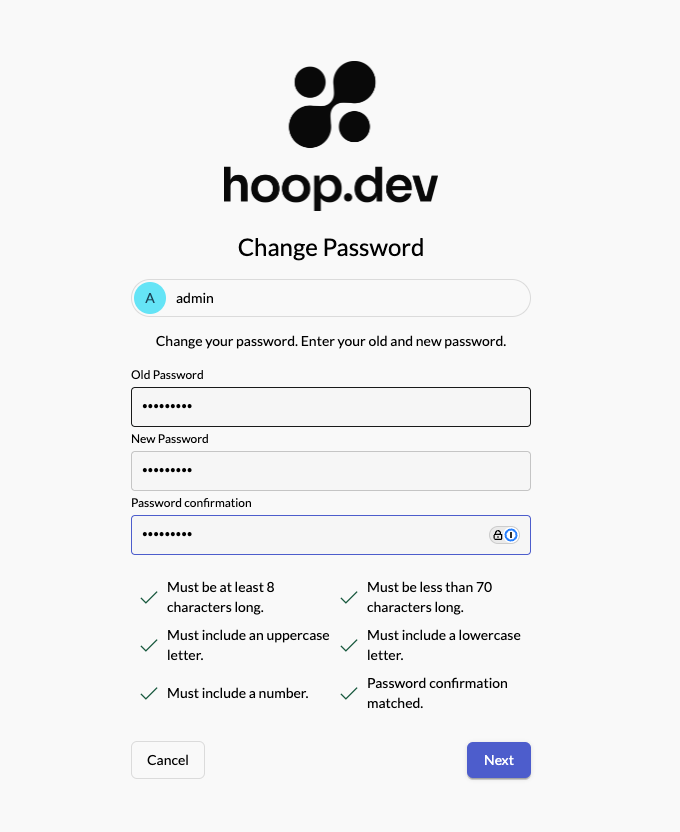 hoop.dev
Change Password
A admin
Change your password. Enter your old and new password.
Old Password
•••••••••
New Password
•••••••••
Password confirmation
•••••••••
Must be at least 8
characters long.
Must be less than 70
characters long.
Must include an uppercase
letter.
Must include a lowercase
letter.
Must include a number.
Password confirmation
matched.
Cancel
Next